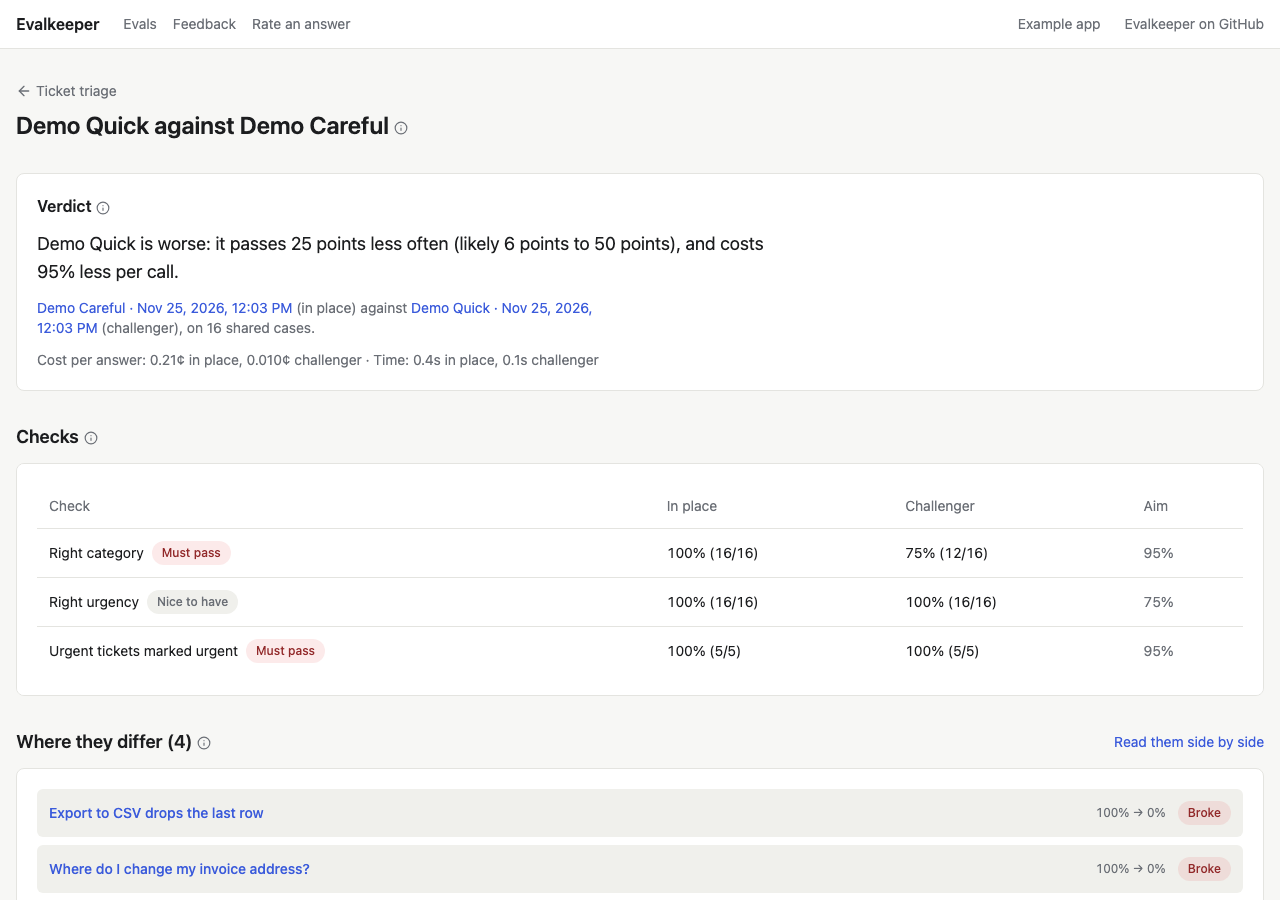 Evalkeeper Evals Feedback Rate an answer Example app Evalkeeper on GitHub
← Ticket triage
Demo Quick against Demo Careful
Verdict
Demo Quick is worse: it passes 25 points less often (likely 6 points to 50 points), and costs
95% less per call.
Demo Careful · Nov 25, 2026, 12:03 PM (in place) against Demo Quick · Nov 25, 2026,
12:03 PM (challenger), on 16 shared cases.
Cost per answer: 0.21¢ in place, 0.010¢ challenger · Time: 0.4s in place, 0.1s challenger
Checks
Check In place Challenger Aim
Right category Must pass 100% (16/16) 75% (12/16) 95%
Right urgency Nice to have 100% (16/16) 100% (16/16) 75%
Urgent tickets marked urgent Must pass 100% (5/5) 100% (5/5) 95%
Where they differ (4) Read them side by side
Export to CSV drops the last row 100% → 0% Broke
Where do I change my invoice address? 100% → 0% Broke